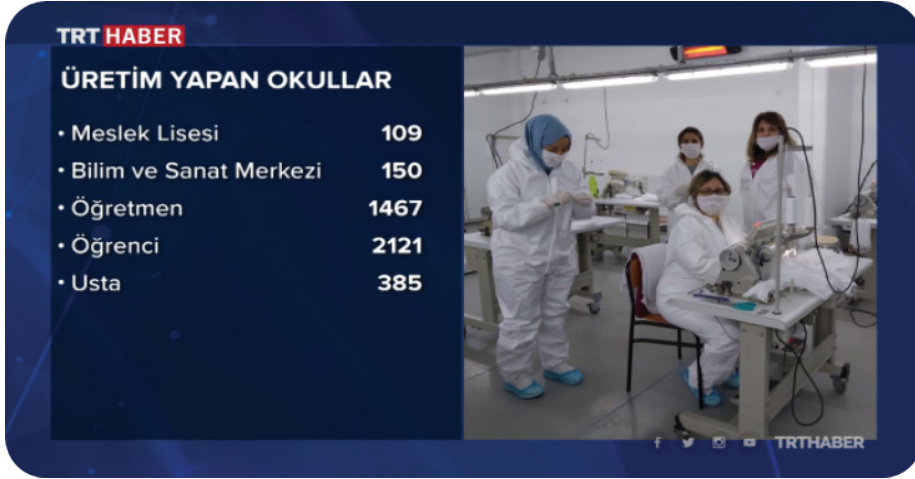 TRT HABER
ÜRETİM YAPAN OKULLAR
• Meslek Lisesi 109
• Bilim ve Sanat Merkezi 150
• Öğretmen 1467
• Öğrenci 2121
• Usta 385
TRTHABER